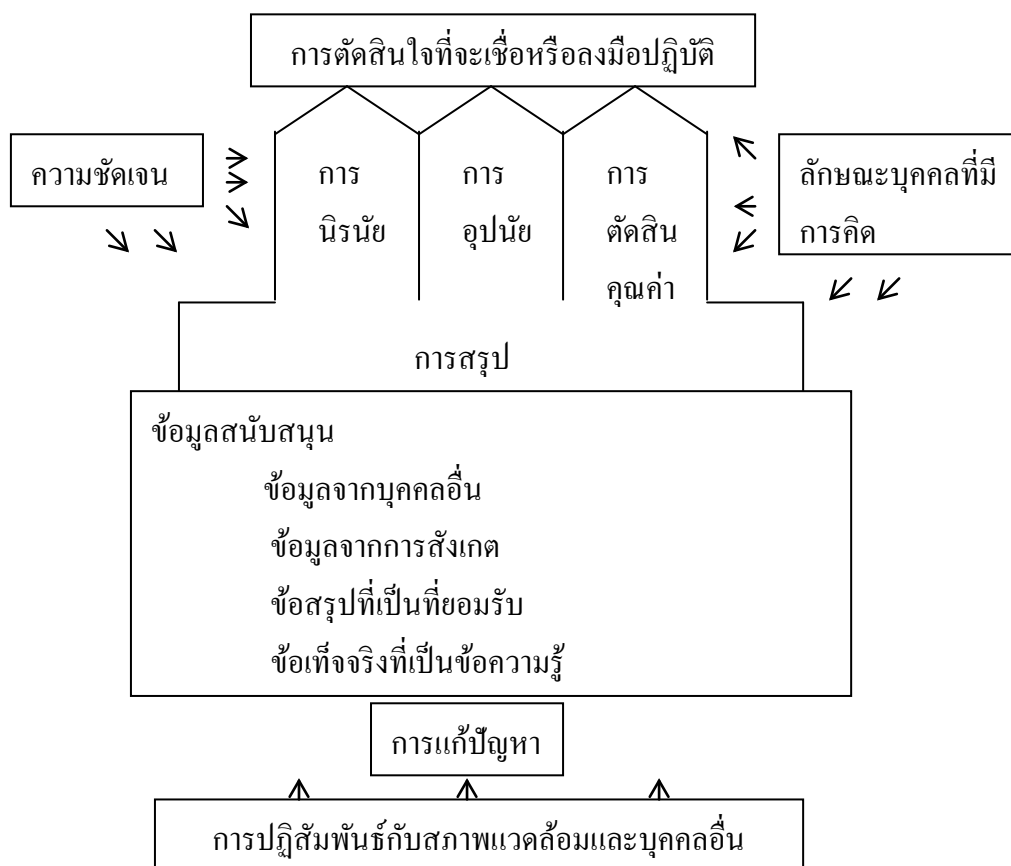 การตัดสินใจที่จะเชื่อหรือลงมือปฏิบัติ
ความชัดเจน
การ
นิรนัย
การ
อุปนัย
การ
ตัดสิน
คุณค่า
ลักษณะบุคคลที่มี
การคิด
การสรุป
ข้อมูลสนับสนุน
ข้อมูลจากบุคคลอื่น
ข้อมูลจากการสังเกต
ข้อสรุปที่เป็นที่ยอมรับ
ข้อเท็จจริงที่เป็นข้อความรู้
การแก้ปัญหา
การปฏิสัมพันธ์กับสภาพแวดล้อมและบุคคลอื่น